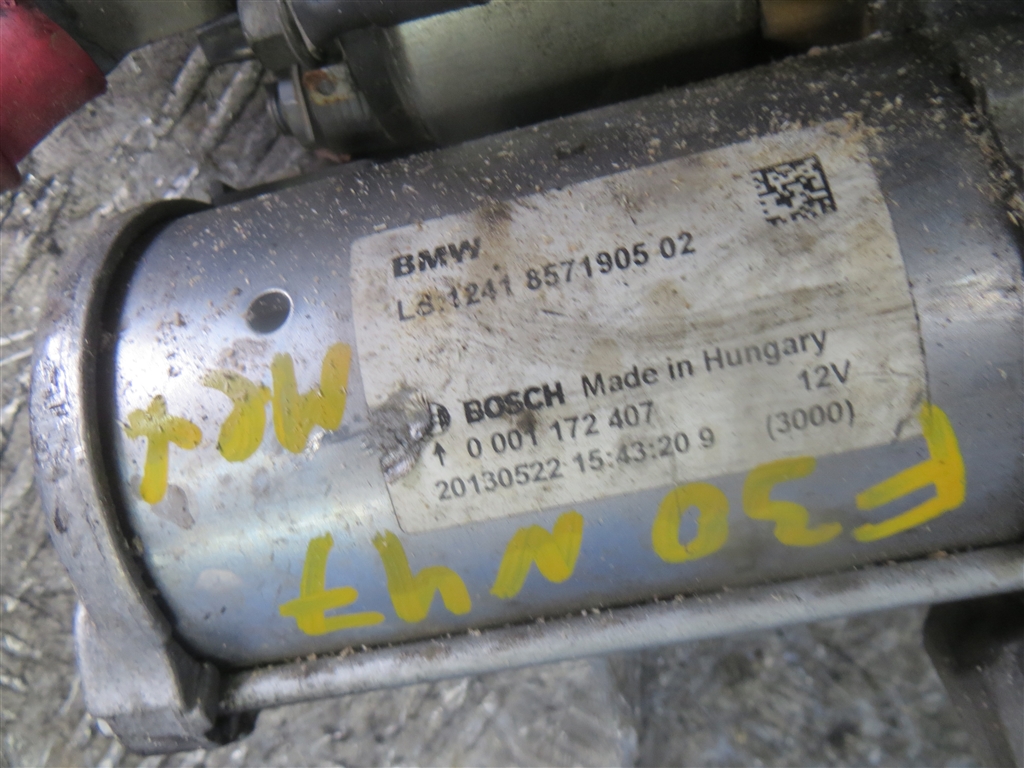 BMW
LS 1241 8571905 02
BOSCH Made in Hungary
0 001 172 407 12V
20130522 15:43:20 9 (3000)
F30 N47